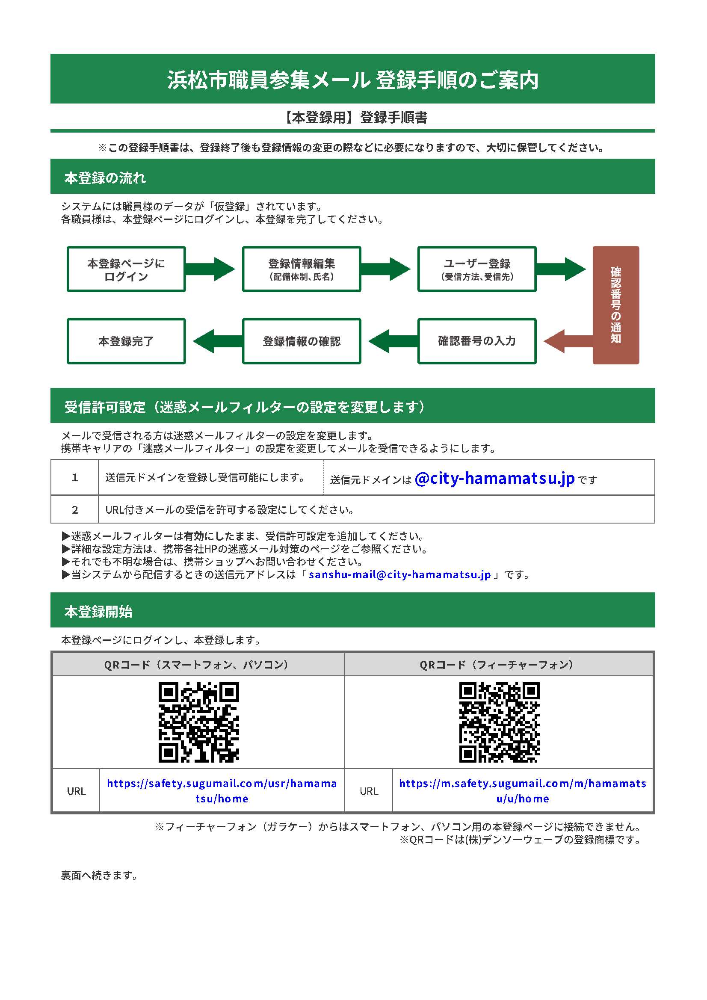 浜松市職員参集メール 登録手順のご案内
【本登録用】登録手順書
※この登録手順書は、登録終了後も登録情報の変更の際などに必要になりますので、大切に保管してください。
本登録の流れ
システムには職員様のデータが「仮登録」されています。
各職員様は、本登録ページにログインし、本登録を完了してください。
本登録ページに
ログイン
登録情報編集
（配備体制、氏名）
ユーザー登録
（受信方法、受信先）
確認番号の通知
確認番号の入力
登録情報の確認
本登録完了
受信許可設定（迷惑メールフィルターの設定を変更します）
メールで受信される方は迷惑メールフィルターの設定を変更します。
携帯キャリアの「迷惑メールフィルター」の設定を変更してメールを受信できるようにします。
1 送信元ドメインを登録し受信可能にします。 送信元ドメインは @city-hamamatsu.jp です
2 URL付きメールの受信を許可する設定にしてください。
▶迷惑メールフィルターは有効にしたまま、受信許可設定を追加してください。
▶詳細な設定方法は、携帯各社HPの迷惑メール対策のページをご参照ください。
▶それでも不明な場合は、携帯ショップへお問い合わせください。
▶当システムから配信するときの送信元アドレスは「 sanshu-mail@city-hamamatsu.jp 」です。
本登録開始
本登録ページにログインし、本登録します。
QRコード（スマートフォン、パソコン）
QRコード（フィーチャーフォン）
URL
https://safety.sugumail.com/usr/hamama
tsu/home
URL
https://m.safety.sugumail.com/m/hamamats
u/u/home
※フィーチャーフォン（ガラケー）からはスマートフォン、パソコン用の本登録ページに接続できません。
※QRコードは(株)デンソーウェーブの登録商標です。
裏面へ続きます。